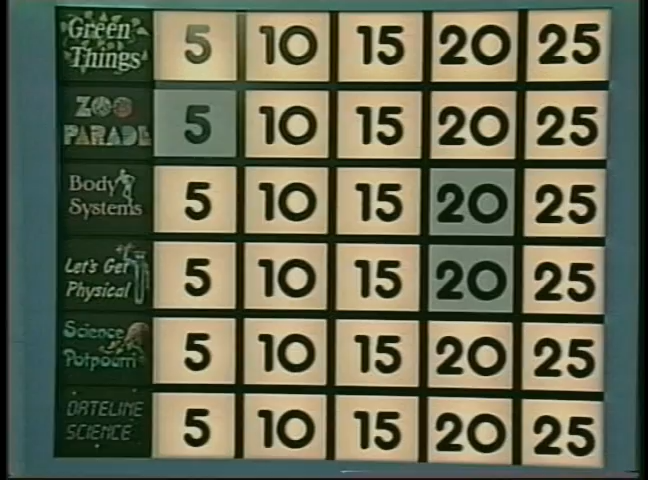 Green
Things
5 10 15 20 25
ZOO
PARADE
5 10 15 20 25
Body
Systems
5 10 15 20 25
Let's Get
Physical
5 10 15 20 25
Science
Potpourri
5 10 15 20 25
DATELINE
SCIENCE
5 10 15 20 25